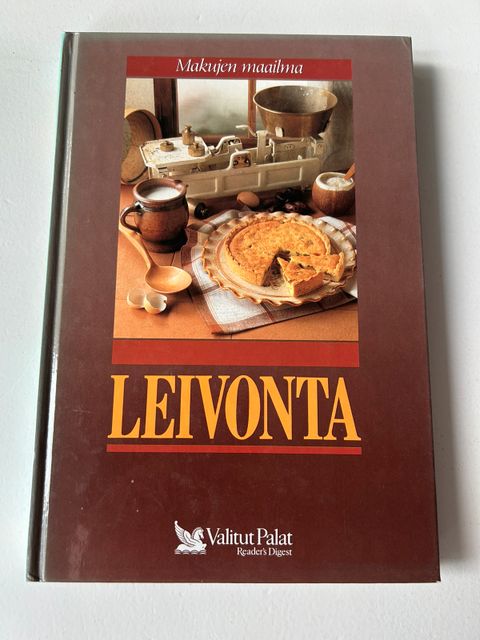 Makujen maailma
LEIVONTA
Valitut Palat
Reader's Digest